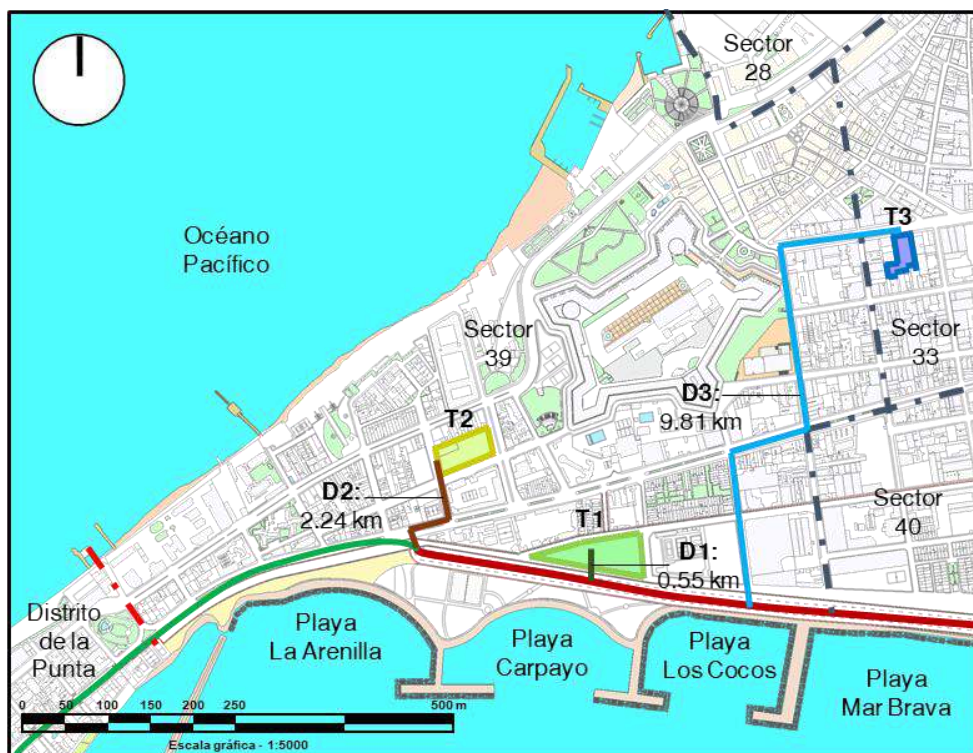 Sector
28
T3
Océano
Pacífico
Sector
39
Sector
33
D3:
9.81 km
T2
D2:
2.24 km
T1
Sector
40
D1:
0.55 km
Distrito
de la
Punta
Playa
La Arenilla
Playa
Carpayo
Playa
Los Cocos
Playa
Mar Brava
0 50 100 150 200 250 500 m
Escala gráfica - 1:5000